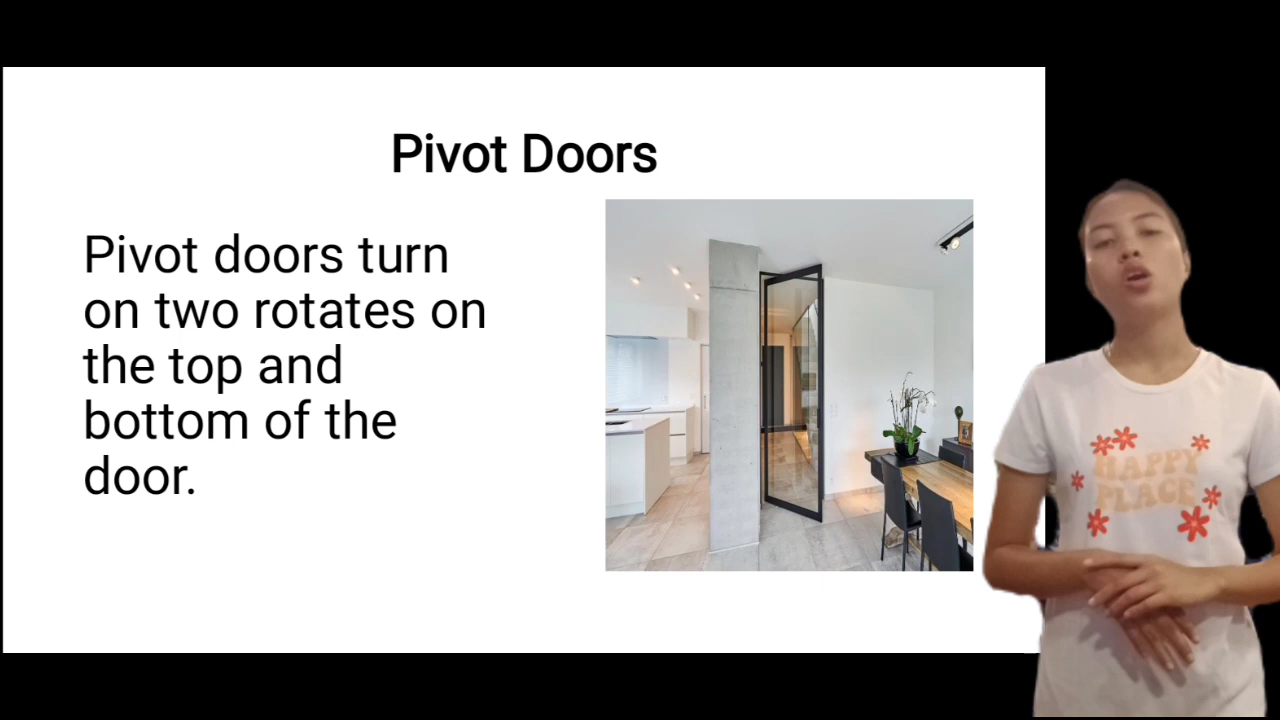 Pivot Doors
Pivot doors turn
on two rotates on
the top and
bottom of the
door.
HAPPY
PLACE